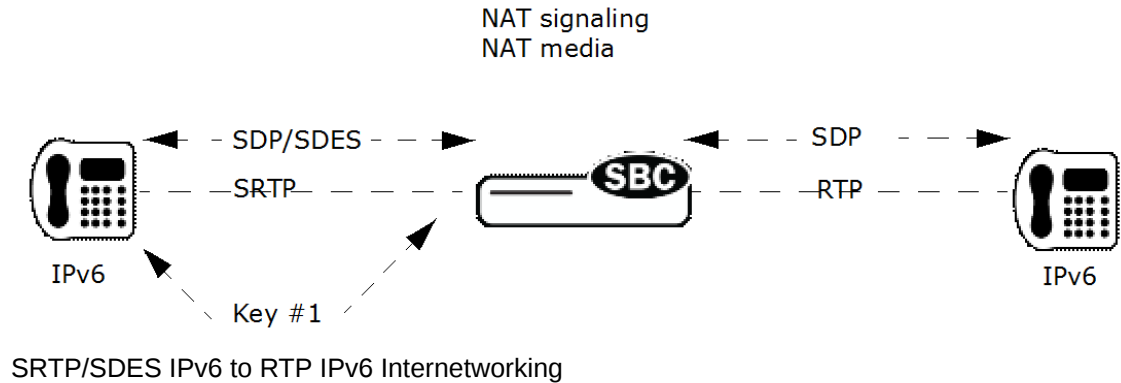 NAT signaling
NAT media
SDP/SDES
SDP
SBC
SRTP
RTP
IPv6
IPv6
Key #1
SRTP/SDES IPv6 to RTP IPv6 Internetworking